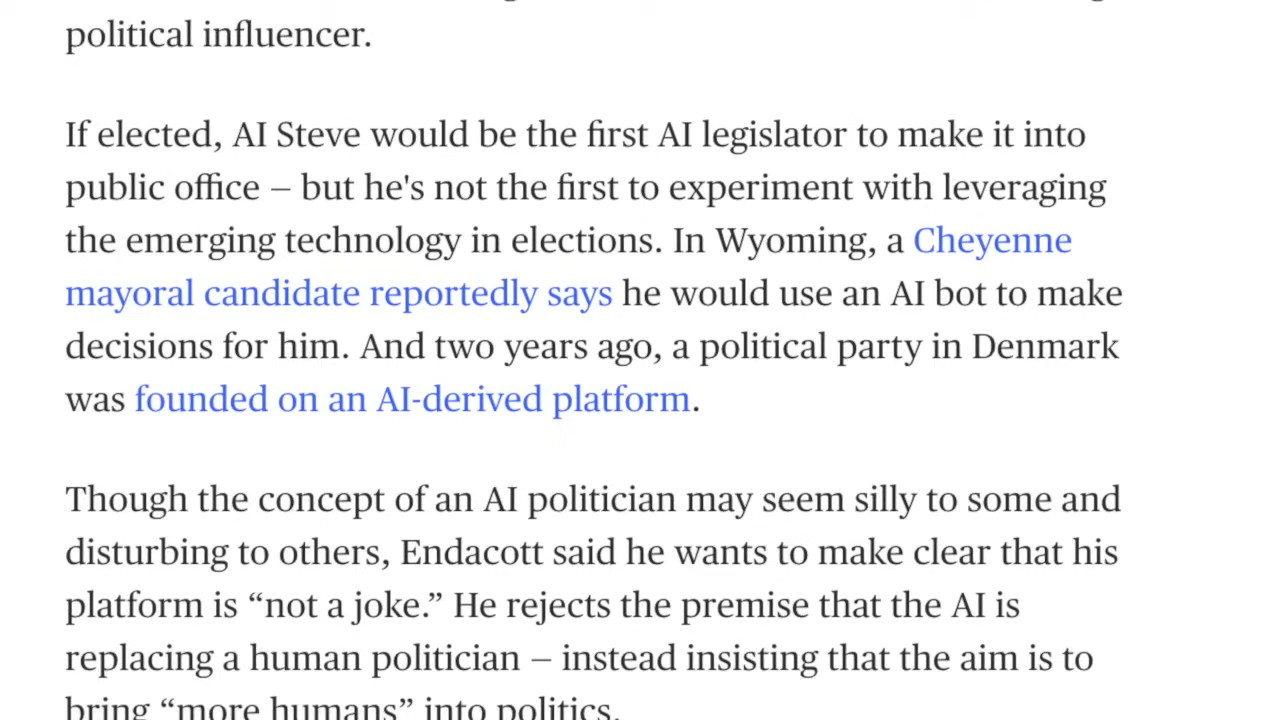 political influencer.
If elected, AI Steve would be the first AI legislator to make it into
public office – but he's not the first to experiment with leveraging
the emerging technology in elections. In Wyoming, a Cheyenne
mayoral candidate reportedly says he would use an AI bot to make
decisions for him. And two years ago, a political party in Denmark
was founded on an AI-derived platform.
Though the concept of an AI politician may seem silly to some and
disturbing to others, Endacott said he wants to make clear that his
platform is “not a joke.” He rejects the premise that the AI is
replacing a human politician – instead insisting that the aim is to
bring “more humans” into politics.